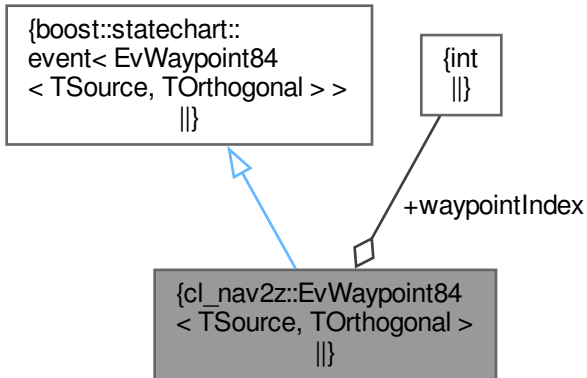 {boost::statechart::
event< EvWaypoint84
< TSource, TOrthogonal > >
||}
{int
||}
+waypointIndex
{cl_nav2z::EvWaypoint84
< TSource, TOrthogonal >
||}